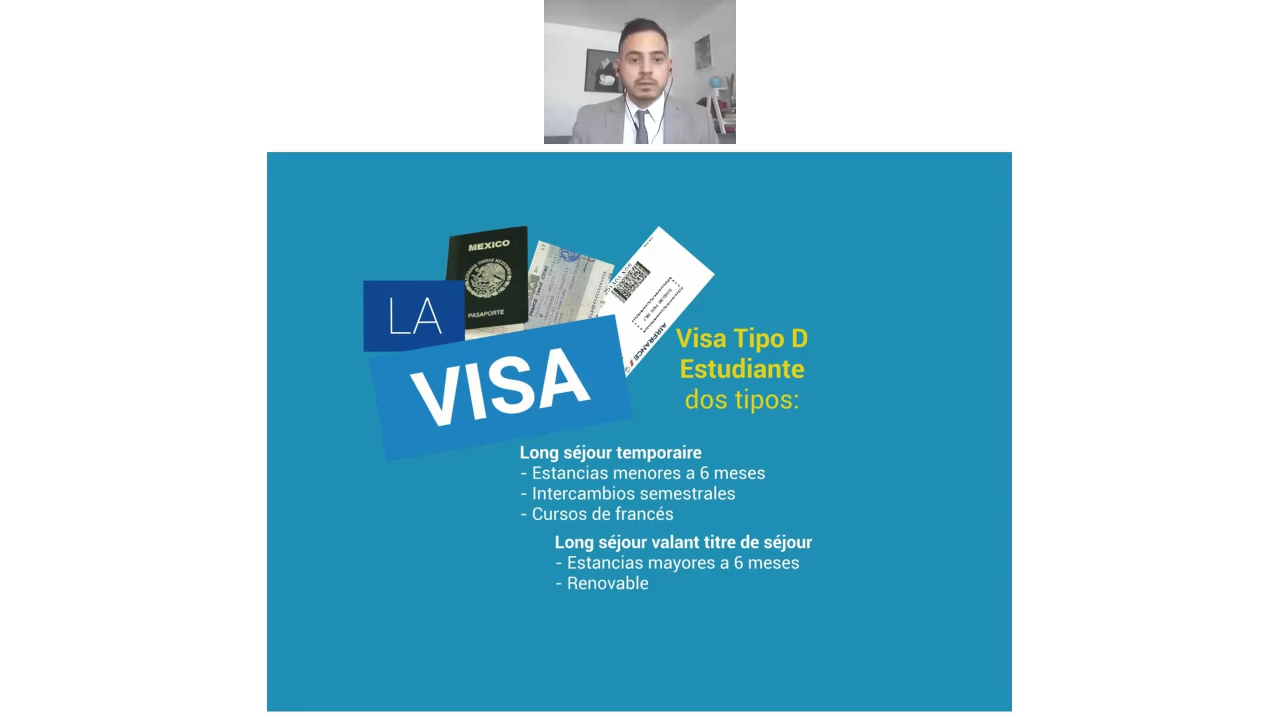 MEXICO
PASAPORTE
AIRFRANCE
LA
VISA
Visa Tipo D
Estudiante
dos tipos:
Long séjour temporaire
- Estancias menores a 6 meses
- Intercambios semestrales
- Cursos de francés
Long séjour valant titre de séjour
- Estancias mayores a 6 meses
- Renovable